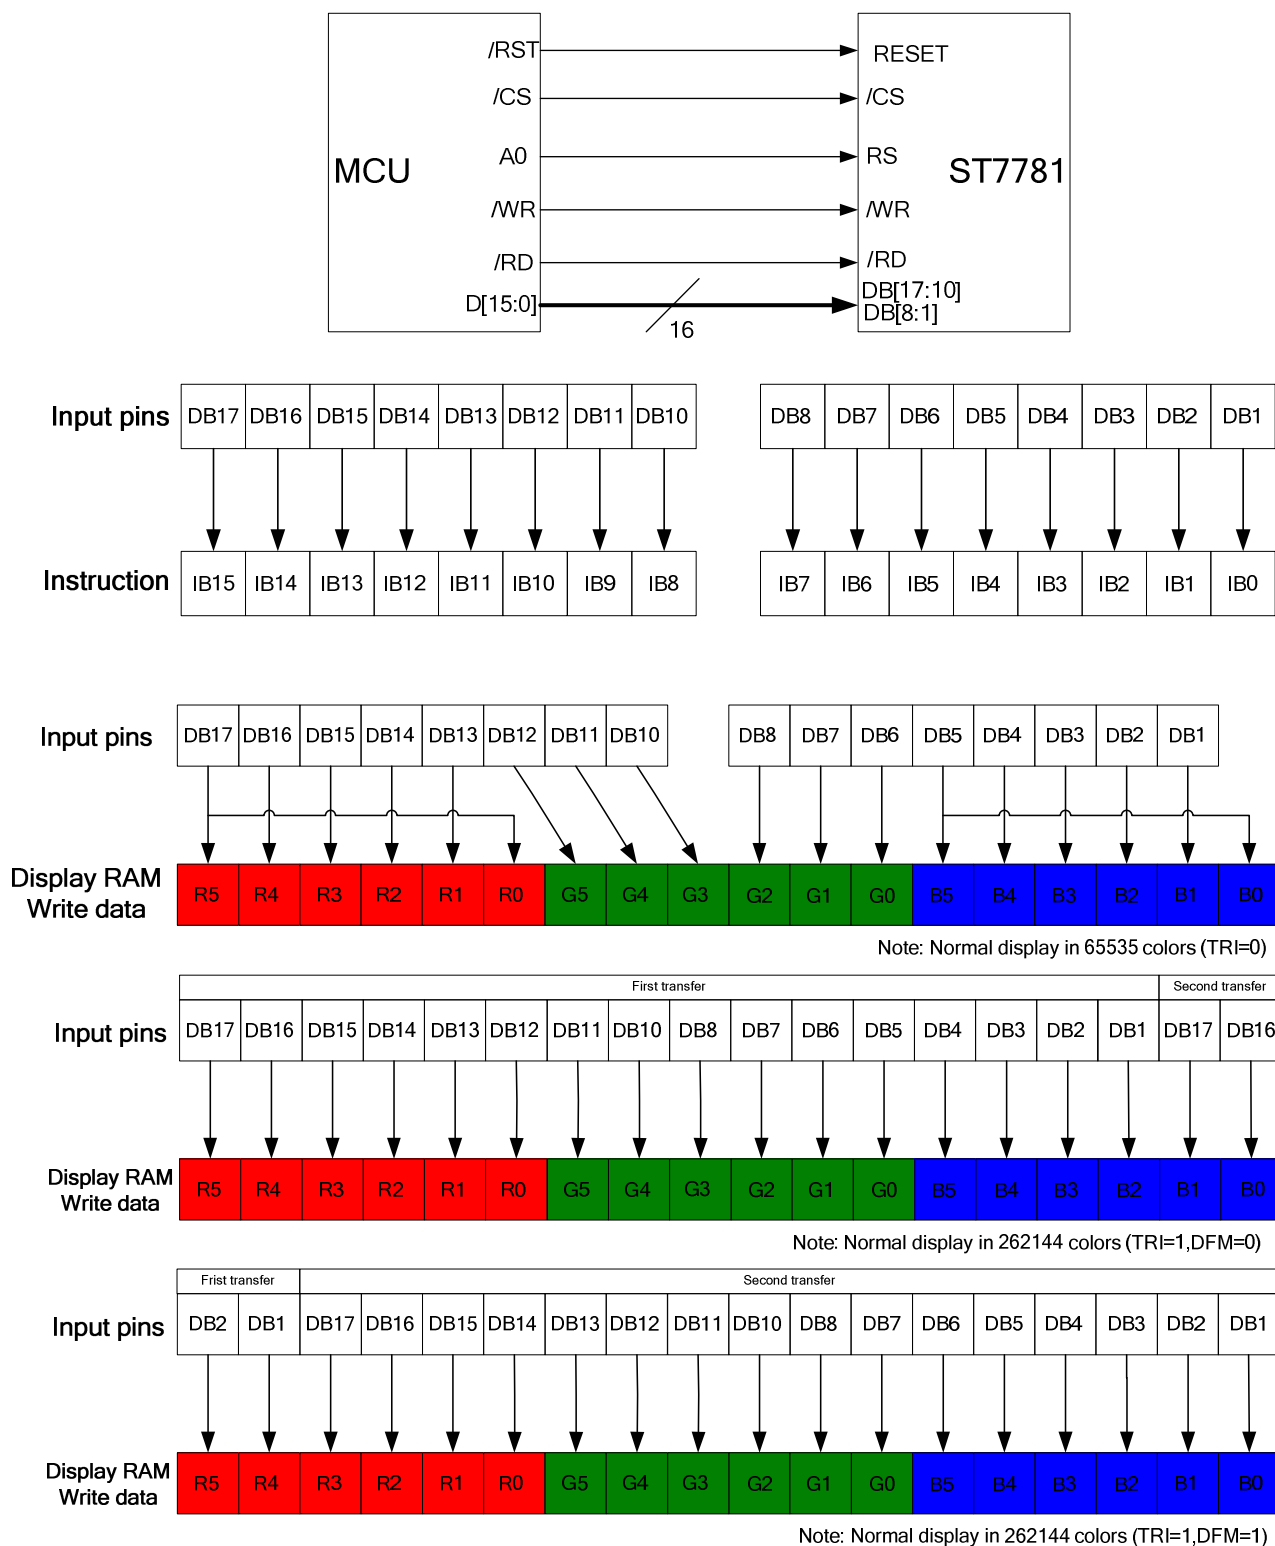 /RST RESET
/CS /CS
MCU A0 RS ST7781
/WR /WR
/RD /RD
D[15:0] 16 DB[17:10]
DB[8:1]
Input pins DB17 DB16 DB15 DB14 DB13 DB12 DB11 DB10 DB8 DB7 DB6 DB5 DB4 DB3 DB2 DB1
Instruction IB15 IB14 IB13 IB12 IB11 IB10 IB9 IB8 IB7 IB6 IB5 IB4 IB3 IB2 IB1 IB0
Input pins DB17 DB16 DB15 DB14 DB13 DB12 DB11 DB10 DB8 DB7 DB6 DB5 DB4 DB3 DB2 DB1
Display RAM
Write data R5 R4 R3 R2 R1 R0 G5 G4 G3 G2 G1 G0 B5 B4 B3 B2 B1 B0
Note: Normal display in 65535 colors (TRI=0)
First transfer Second transfer
Input pins DB17 DB16 DB15 DB14 DB13 DB12 DB11 DB10 DB8 DB7 DB6 DB5 DB4 DB3 DB2 DB1 DB17 DB16
Display RAM
Write data R5 R4 R3 R2 R1 R0 G5 G4 G3 G2 G1 G0 B5 B4 B3 B2 B1 B0
Note: Normal display in 262144 colors (TRI=1,DFM=0)
Frist transfer Second transfer
Input pins DB2 DB1 DB17 DB16 DB15 DB14 DB13 DB12 DB11 DB10 DB8 DB7 DB6 DB5 DB4 DB3 DB2 DB1
Display RAM
Write data R5 R4 R3 R2 R1 R0 G5 G4 G3 G2 G1 G0 B5 B4 B3 B2 B1 B0
Note: Normal display in 262144 colors (TRI=1,DFM=1)